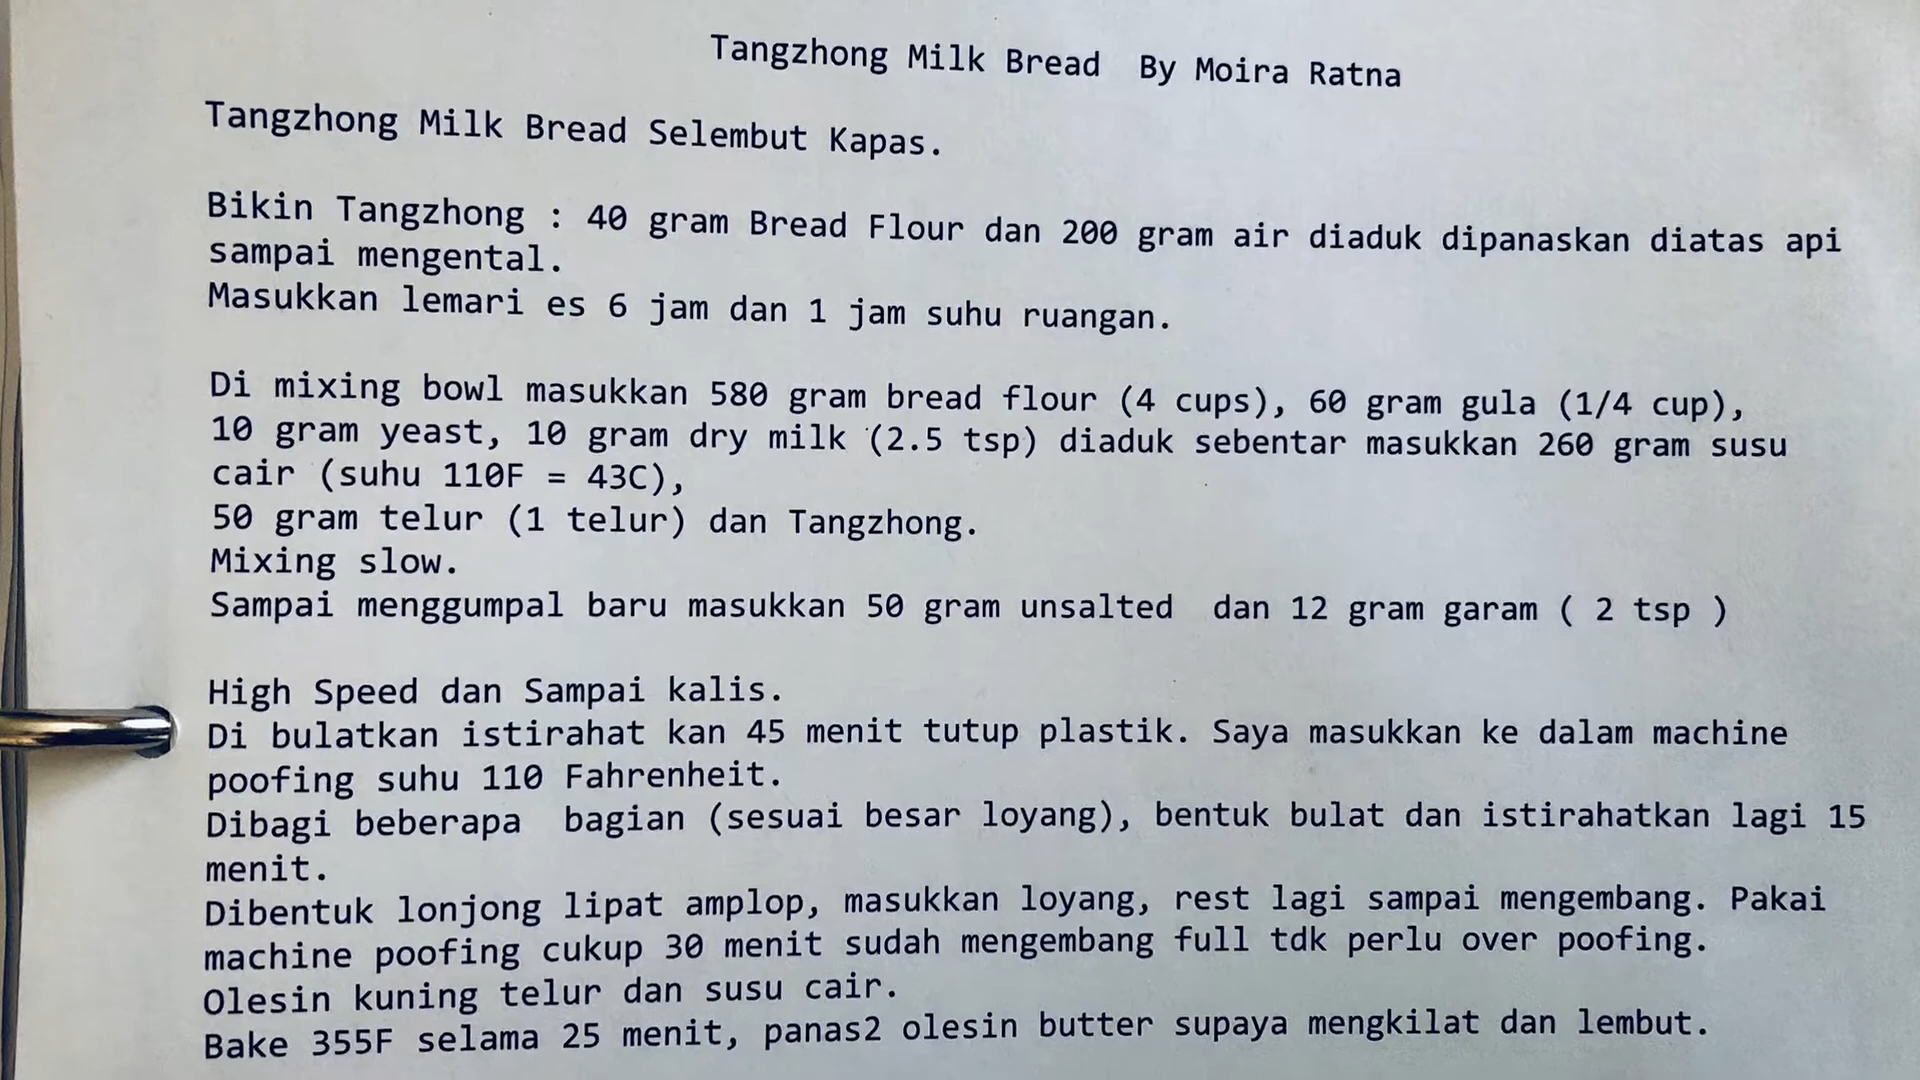 Tangzhong Milk Bread By Moira Ratna
Tangzhong Milk Bread Selembut Kapas.
Bikin Tangzhong : 40 gram Bread Flour dan 200 gram air diaduk dipanaskan diatas api
sampai mengental.
Masukkan lemari es 6 jam dan 1 jam suhu ruangan.
Di mixing bowl masukkan 580 gram bread flour (4 cups), 60 gram gula (1/4 cup),
10 gram yeast, 10 gram dry milk (2.5 tsp) diaduk sebentar masukkan 260 gram susu
cair (suhu 110F = 43C),
50 gram telur (1 telur) dan Tangzhong.
Mixing slow.
Sampai menggumpal baru masukkan 50 gram unsalted dan 12 gram garam ( 2 tsp )
High Speed dan Sampai kalis.
Di bulatkan istirahat kan 45 menit tutup plastik. Saya masukkan ke dalam machine
poofing suhu 110 Fahrenheit.
Dibagi beberapa bagian (sesuai besar loyang), bentuk bulat dan istirahatkan lagi 15
menit.
Dibentuk lonjong lipat amplop, masukkan loyang, rest lagi sampai mengembang. Pakai
machine poofing cukup 30 menit sudah mengembang full tdk perlu over poofing.
Olesin kuning telur dan susu cair.
Bake 355F selama 25 menit, panas2 olesin butter supaya mengkilat dan lembut.